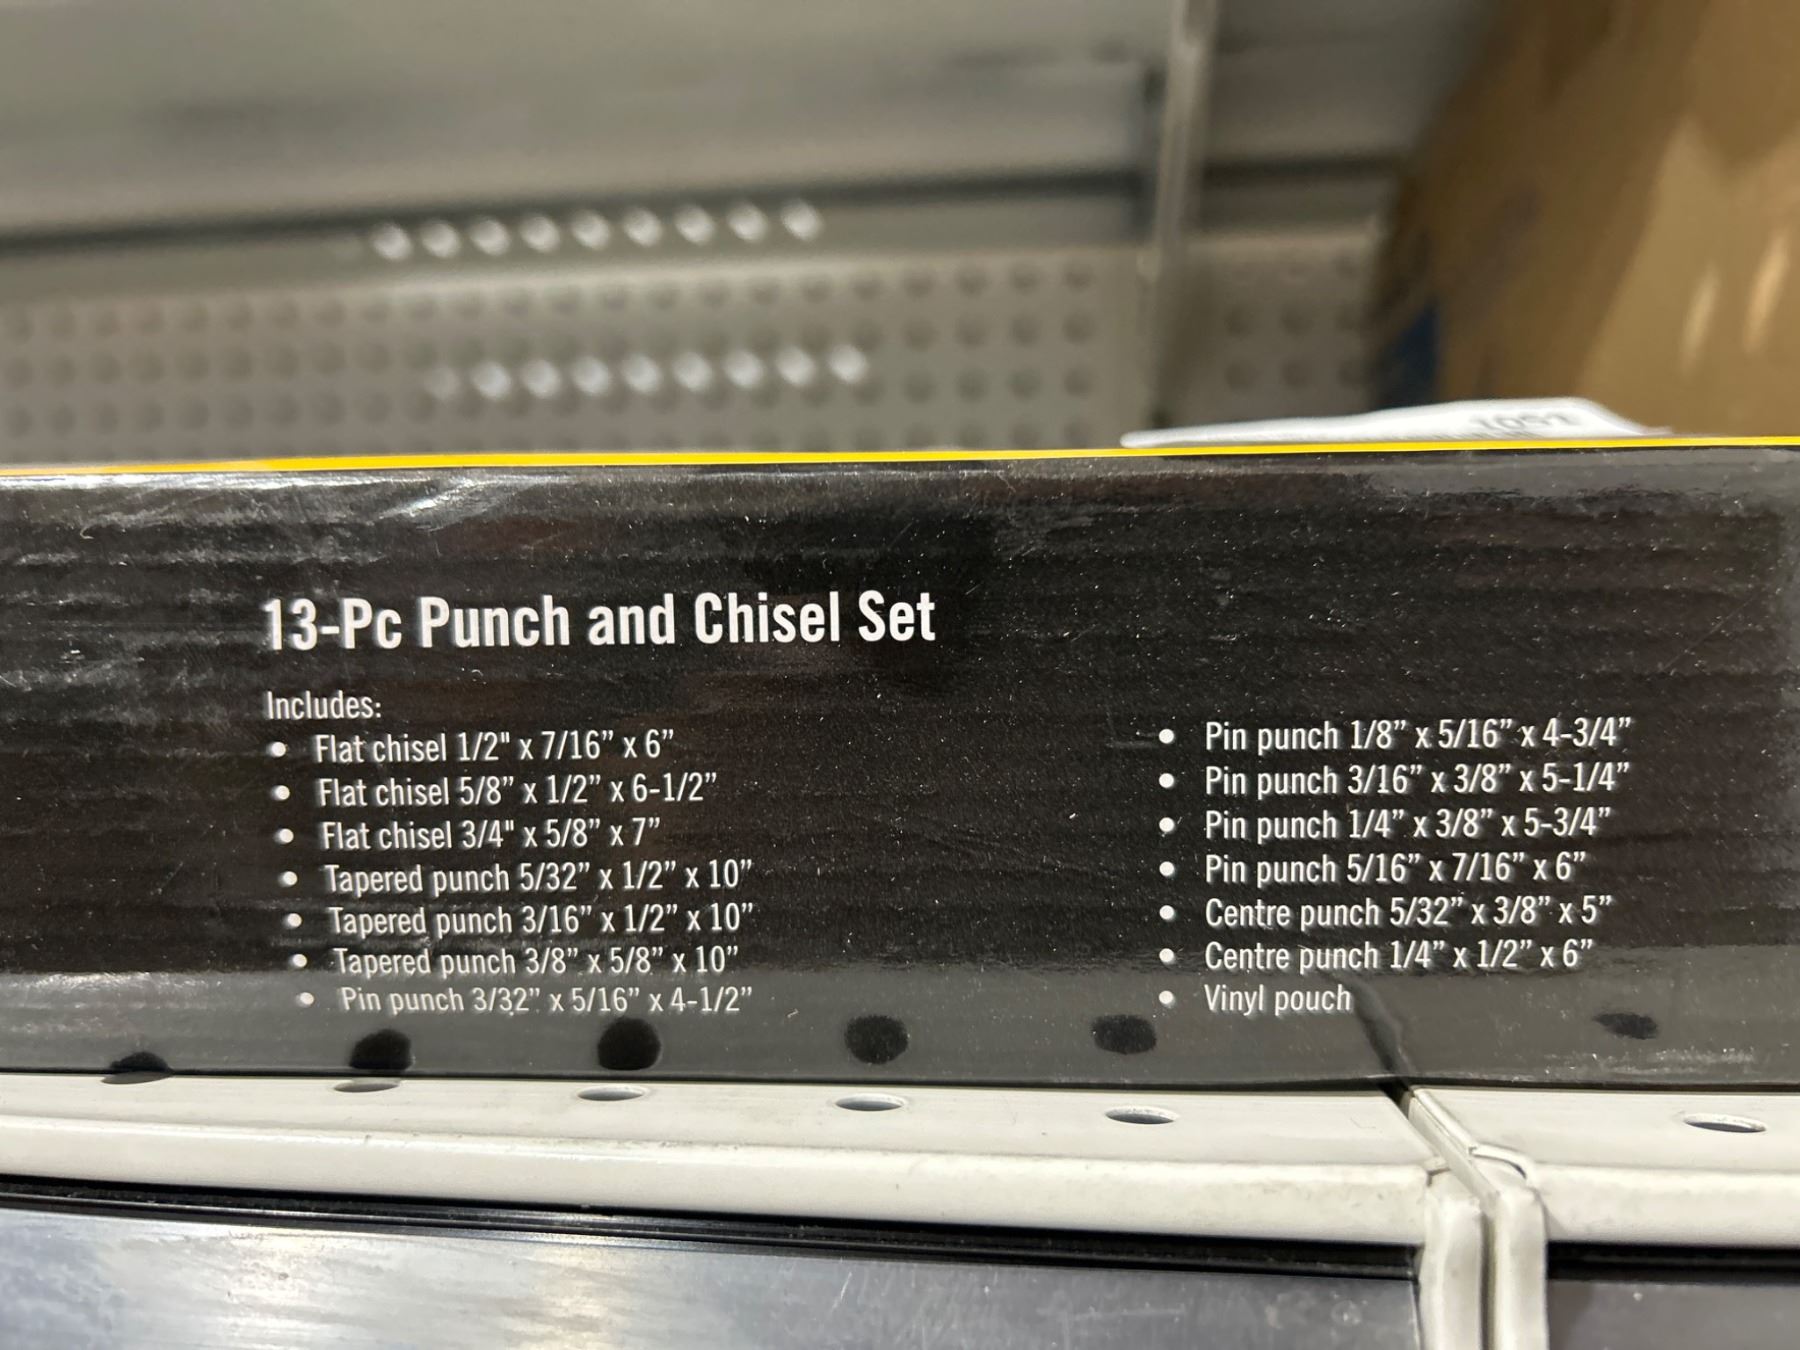 13-Pc Punch and Chisel Set
Includes:
• Flat chisel 1/2" x 7/16” x 6”
• Flat chisel 5/8” x 1/2” x 6-1/2”
• Flat chisel 3/4" x 5/8” x 7”
• Tapered punch 5/32” x 1/2” x 10”
• Tapered punch 3/16” x 1/2” x 10”
• Tapered punch 3/8” x 5/8” x 10”
• Pin punch 3/32” x 5/16” x 4-1/2”
• Pin punch 1/8” x 5/16” x 4-3/4”
• Pin punch 3/16” x 3/8” x 5-1/4”
• Pin punch 1/4” x 3/8” x 5-3/4”
• Pin punch 5/16” x 7/16” x 6”
• Centre punch 5/32” x 3/8” x 5”
• Centre punch 1/4” x 1/2” x 6”
• Vinyl pouch